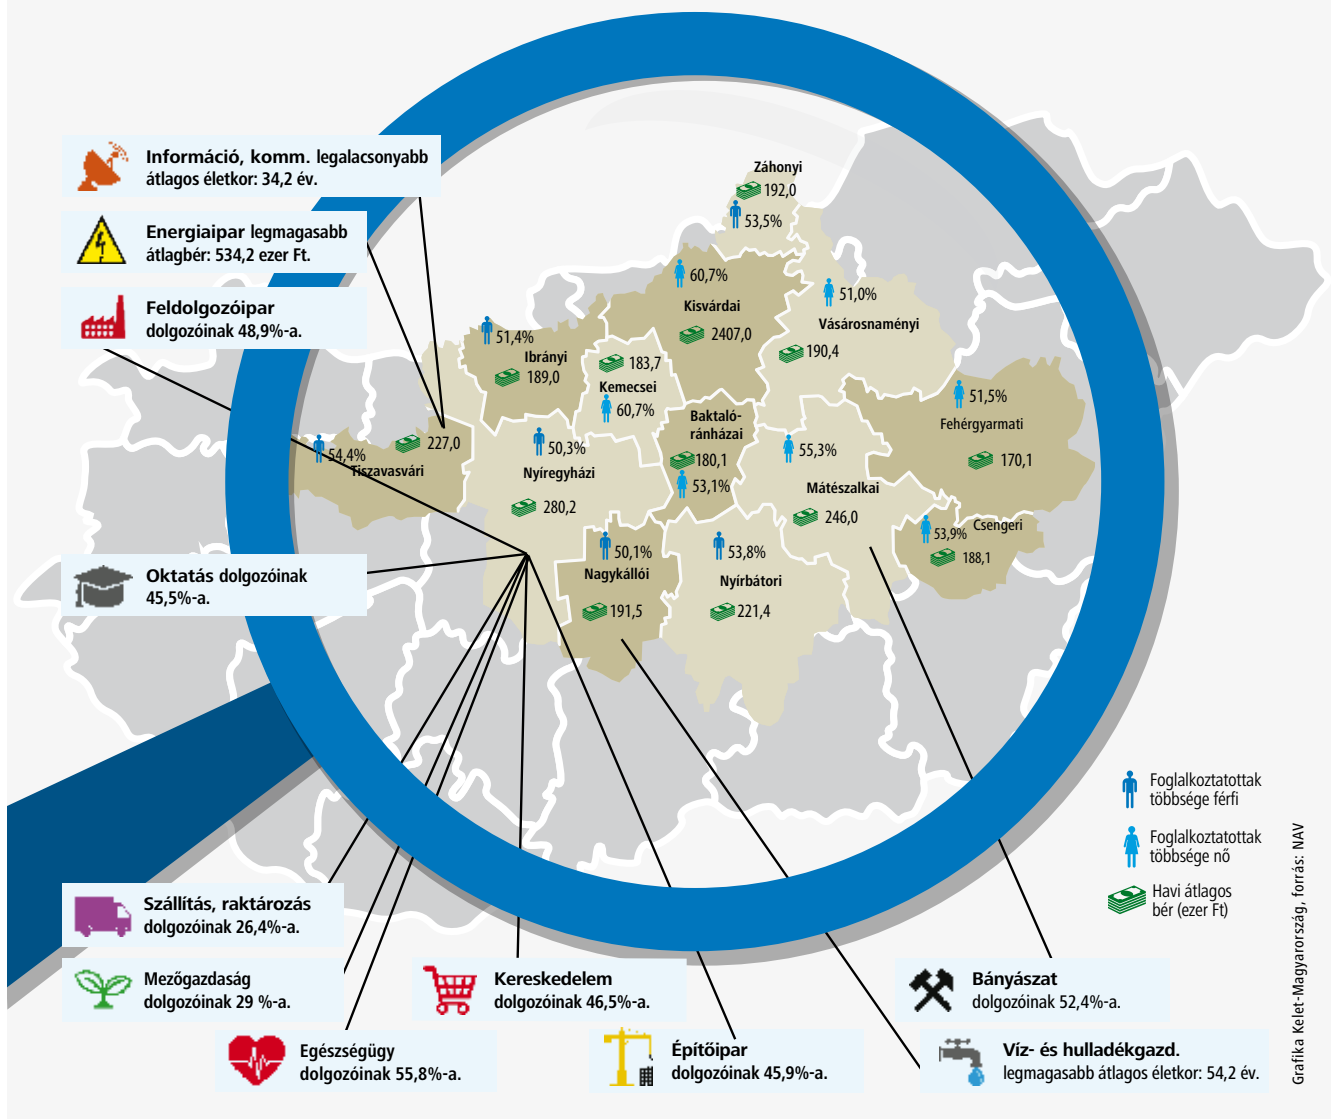 Információ, komm. legalacsonyabb
átlagos életkor: 34,2 év.
Energiaipar legmagasabb
átlagbér: 534,2 ezer Ft.
Feldolgozóipar
dolgozóinak 48,9%-a.
Záhonyi
192,0
53,5%
60,7%
Kisvárdai
2407,0
51,0%
Vásárosnaményi
190,4
51,4%
Ibrányi
189,0
183,7
Kemecsei
60,7%
Baktaló-
ránházai
180,1
53,1%
51,5%
Fehérgyarmati
170,1
54,4%
227,0
Tiszavasvári
50,3%
Nyíregyházi
280,2
55,3%
Mátészalkai
246,0
53,9%
Csengeri
188,1
50,1%
Nagykállói
191,5
53,8%
Nyírbátori
221,4
Oktatás dolgozóinak
45,5%-a.
Foglalkoztatottak
többsége férfi
Foglalkoztatottak
többsége nő
Havi átlagos
bér (ezer Ft)
Szállítás, raktározás
dolgozóinak 26,4%-a.
Mezőgazdaság
dolgozóinak 29 %-a.
Egészségügy
dolgozóinak 55,8%-a.
Kereskedelem
dolgozóinak 46,5%-a.
Építőipar
dolgozóinak 45,9%-a.
Bányászat
dolgozóinak 52,4%-a.
Víz- és hulladékgazd.
legmagasabb átlagos életkor: 54,2 év.
Grafika Kelet-Magyarország, forrás: NAV